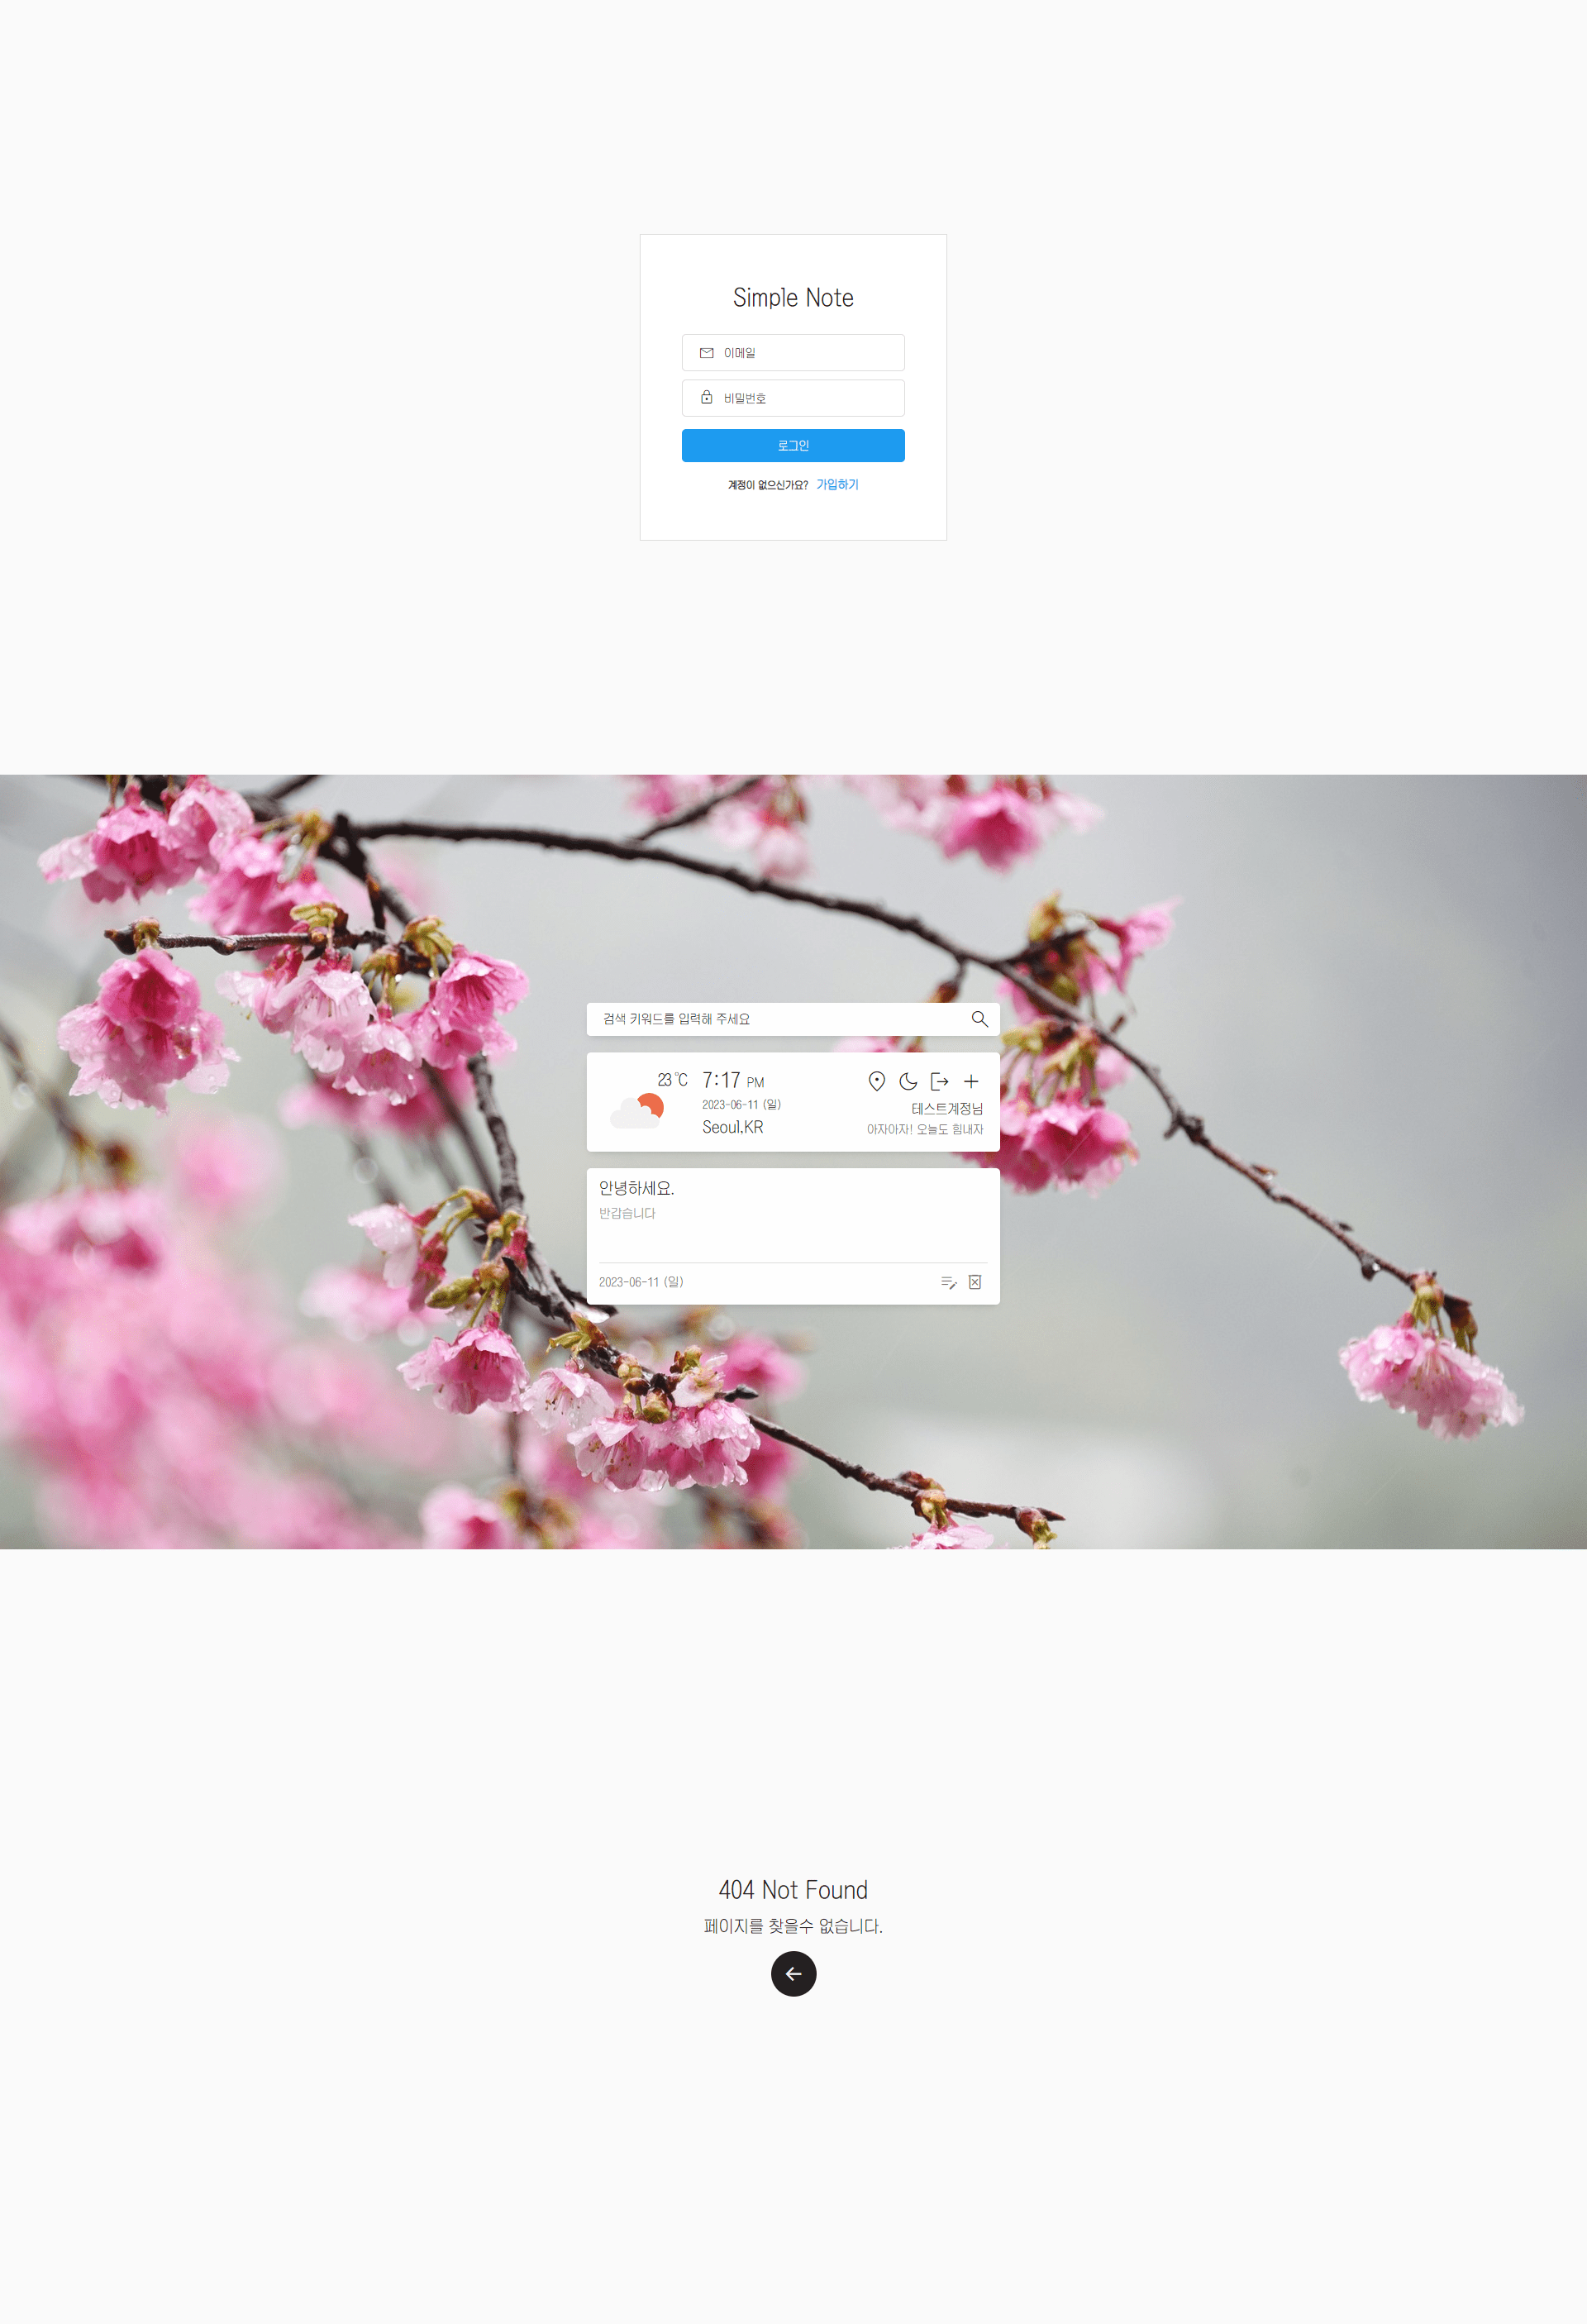 Simple Note
이메일
비밀번호
로그인
계정이 없으신가요? 가입하기
검색 키워드를 입력해 주세요
23 ℃ 7:17 PM
2023-06-11 (일)
Seoul.KR
테스트계정님
아자아자! 오늘도 힘내자
안녕하세요.
반갑습니다
2023-06-11 (일)
404 Not Found
페이지를 찾을수 없습니다.